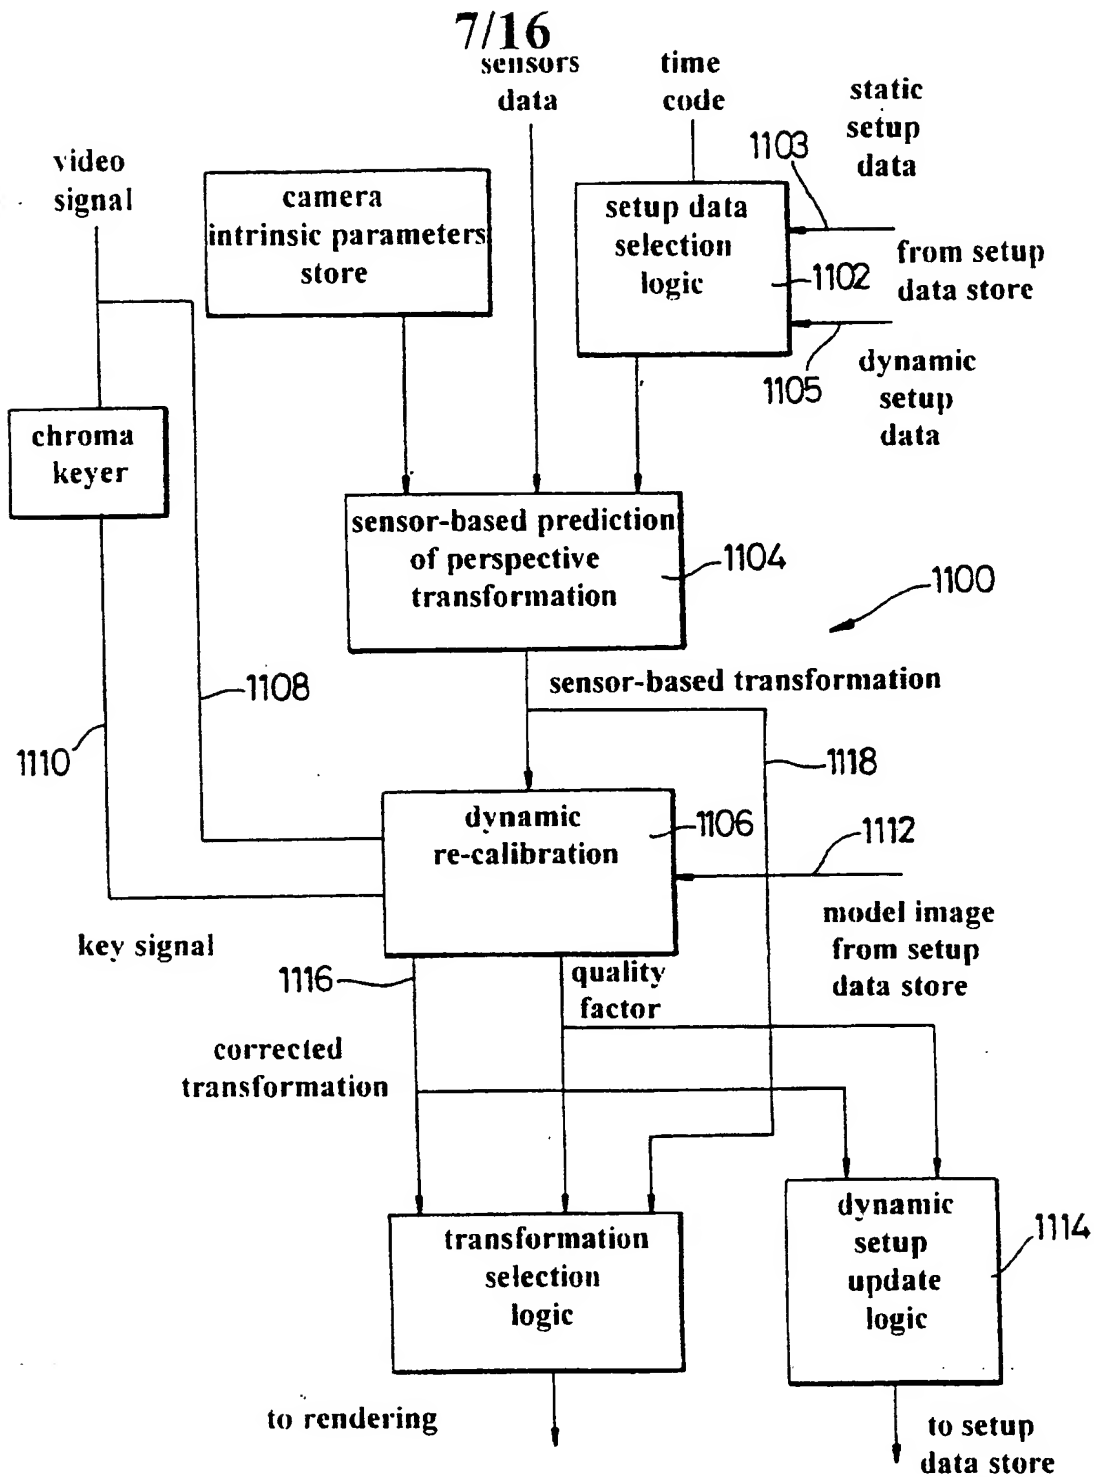 7/16
sensors
data
time
code
static
setup
data
1103
video
signal
camera
intrinsic parameters
store
setup data
selection
logic
1102
from setup
data store
1105
dynamic
setup
data
chroma
keyer
sensor-based prediction
of perspective
transformation
1104
1100
sensor-based transformation
1108
1110
1118
dynamic
re-calibration
1106
1112
model image
from setup
data store
key signal
1116
quality
factor
corrected
transformation
transformation
selection
logic
dynamic
setup
update
logic
1114
to rendering
to setup
data store